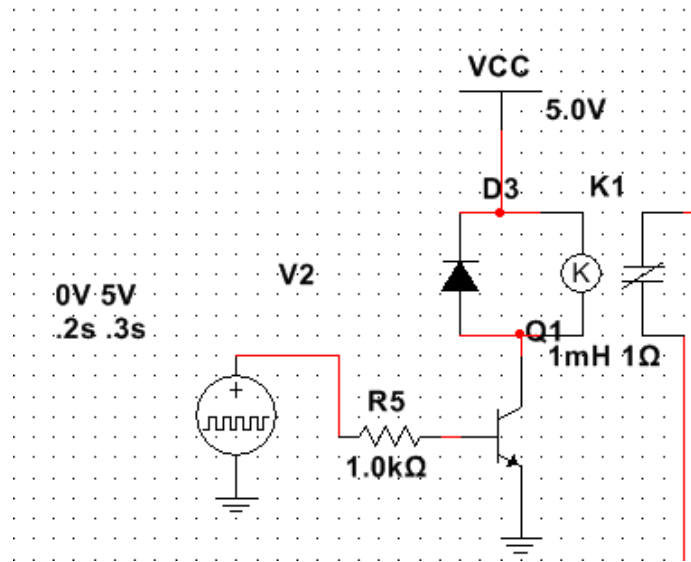 VCC
5.0V
D3
K1
V2
0V 5V
.2s .3s
K
Q1
1mH 1Ω
R5
1.0kΩ